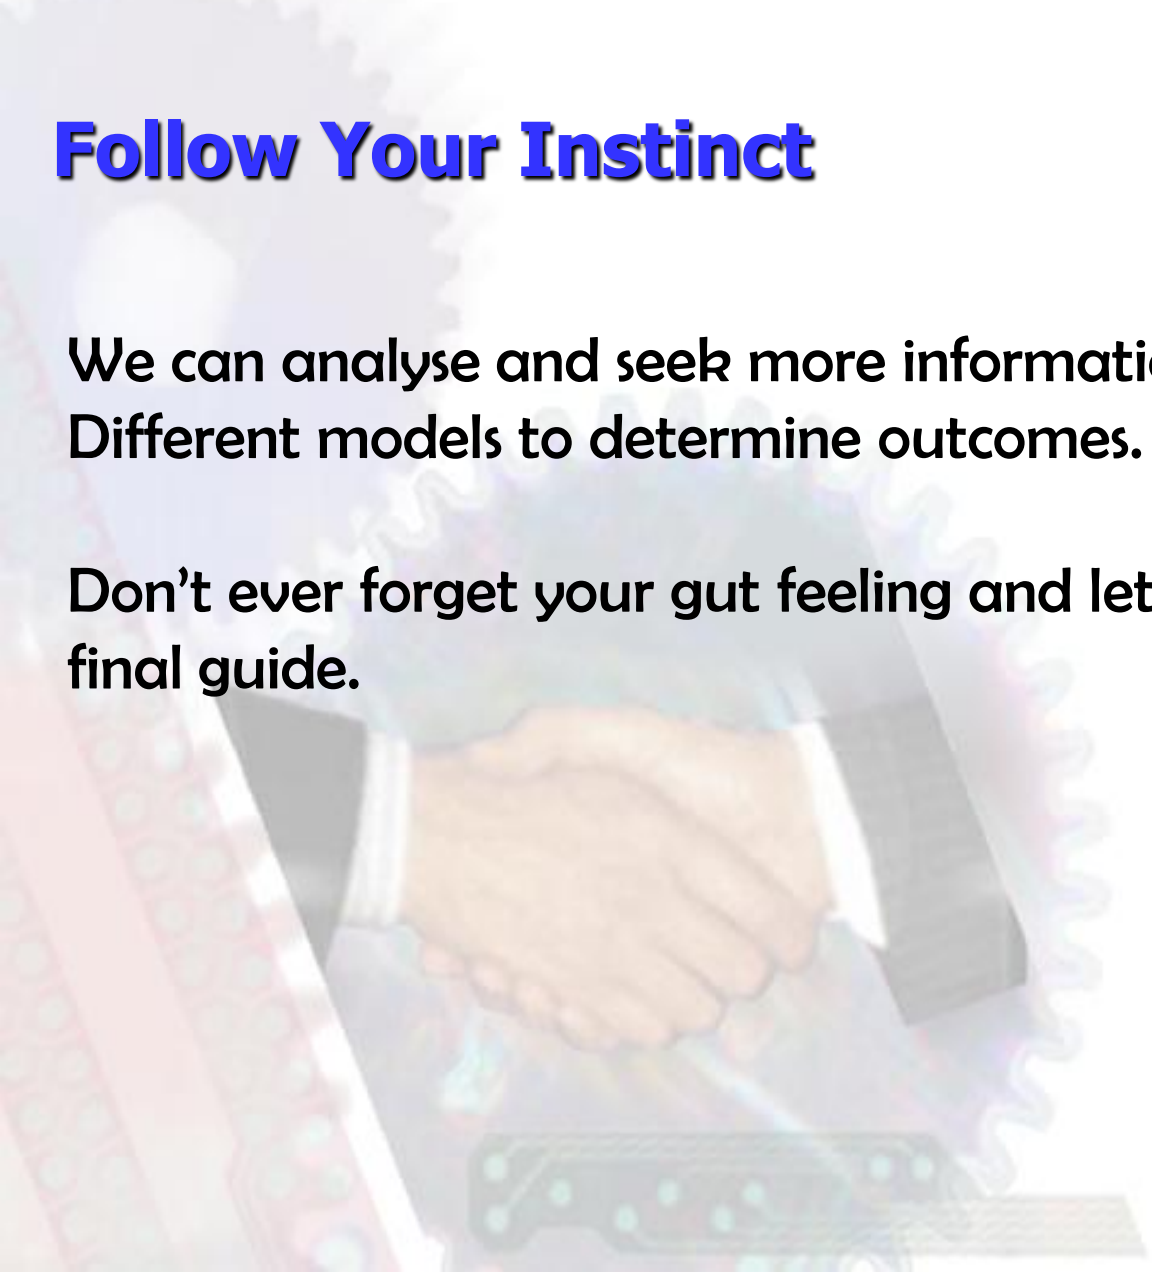 Follow Your Instinct
We can analyse and seek more informati
Different models to determine outcomes.
Don’t ever forget your gut feeling and let
final guide.